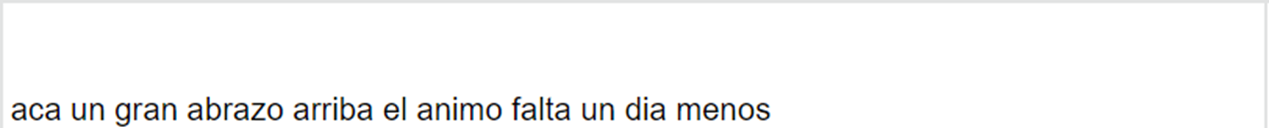 aca un gran abrazo arriba el animo falta un dia menos